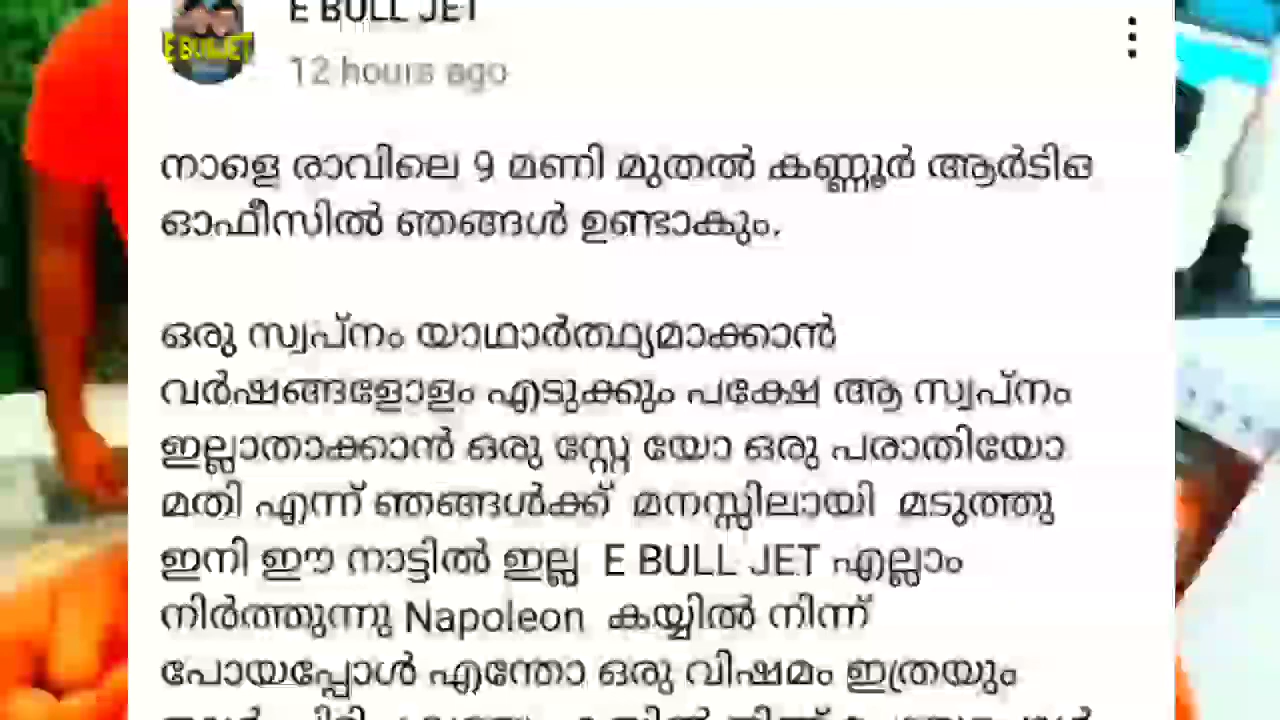 E BULL JET
E BULLJET
12 hours ago
നാളെ രാവിലെ 9 മണി മുതൽ കണ്ണൂർ ആർടിഒ
ഓഫീസിൽ ഞങ്ങൾ ഉണ്ടാകും.
ഒരു സ്വപ്നം യാഥാർത്ഥ്യമാക്കാൻ
വർഷങ്ങളോളം എടുക്കും പക്ഷേ ആ സ്വപ്നം
ഇല്ലാതാക്കാൻ ഒരു സ്റ്റേ യോ ഒരു പരാതിയോ
മതി എന്ന് ഞങ്ങൾക്ക് മനസ്സിലായി മടുത്തു
ഇനി ഈ നാട്ടിൽ ഇല്ല E BULL JET എല്ലാം
നിർത്തുന്നു Napoleon കയ്യിൽ നിന്ന്
പോയപ്പോൾ എന്തോ ഒരു വിഷമം ഇത്രയും